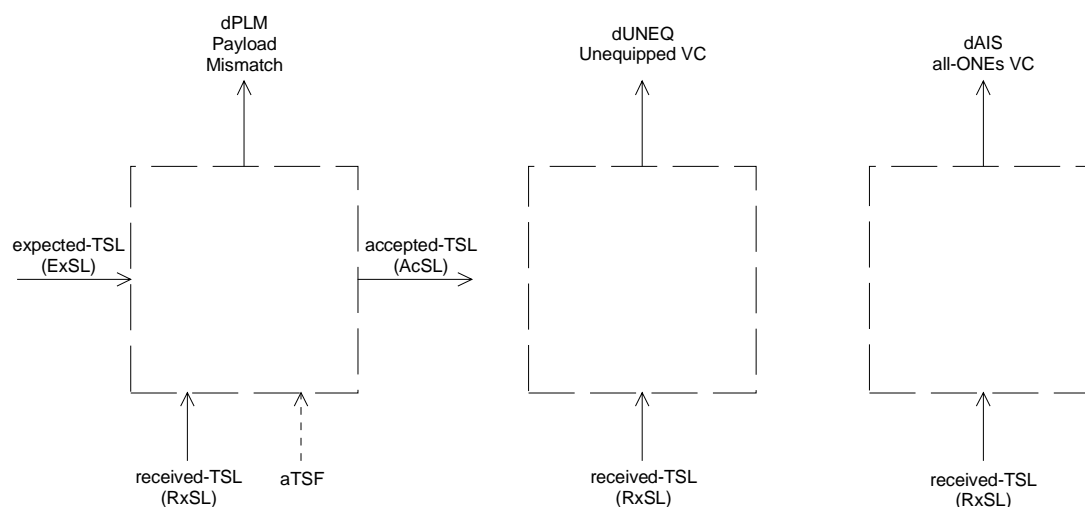 dPLM
Payload
Mismatch
dUNEQ
Unequipped VC
dAIS
all-ONEs VC
expected-TSL
(ExSL)
accepted-TSL
(AcSL)
received-TSL
(RxSL)
aTSF
received-TSL
(RxSL)
received-TSL
(RxSL)